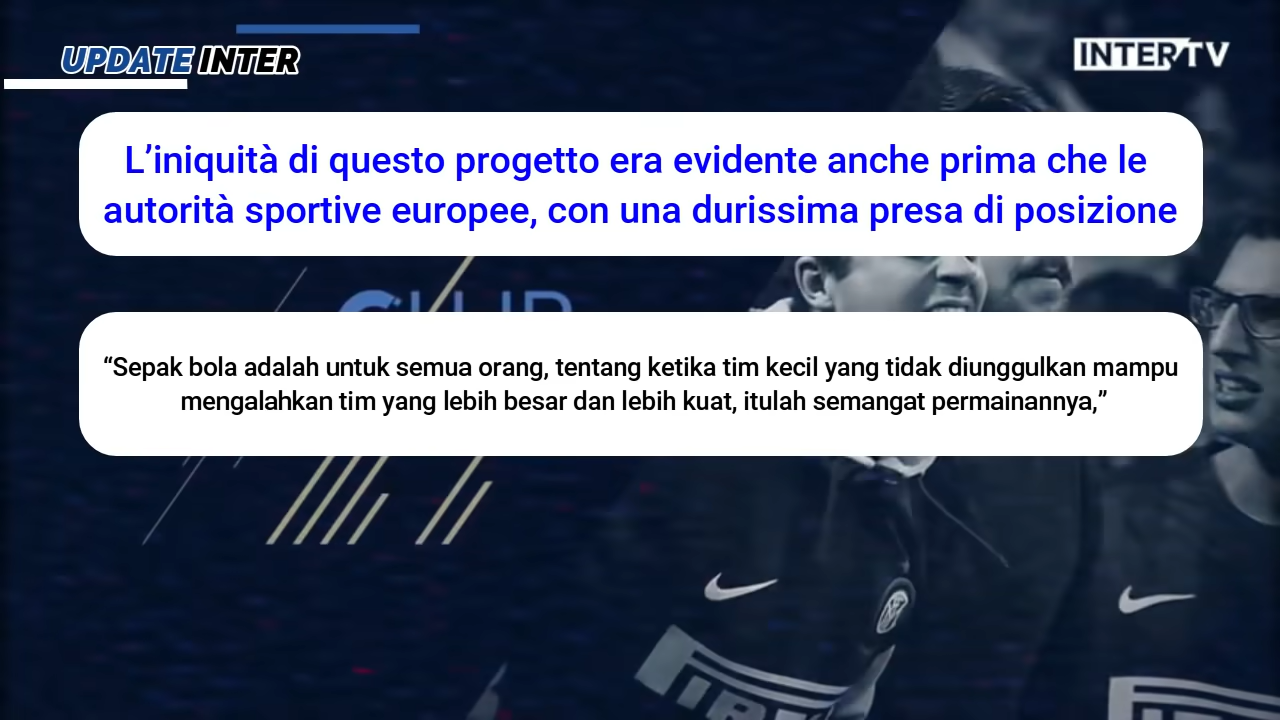 UPDATE INTER
INTER TV
L’iniquità di questo progetto era evidente anche prima che le
autorità sportive europee, con una durissima presa di posizione
“Sepak bola adalah untuk semua orang, tentang ketika tim kecil yang tidak diunggulkan mampu
mengalahkan tim yang lebih besar dan lebih kuat, itulah semangat permainannya,”